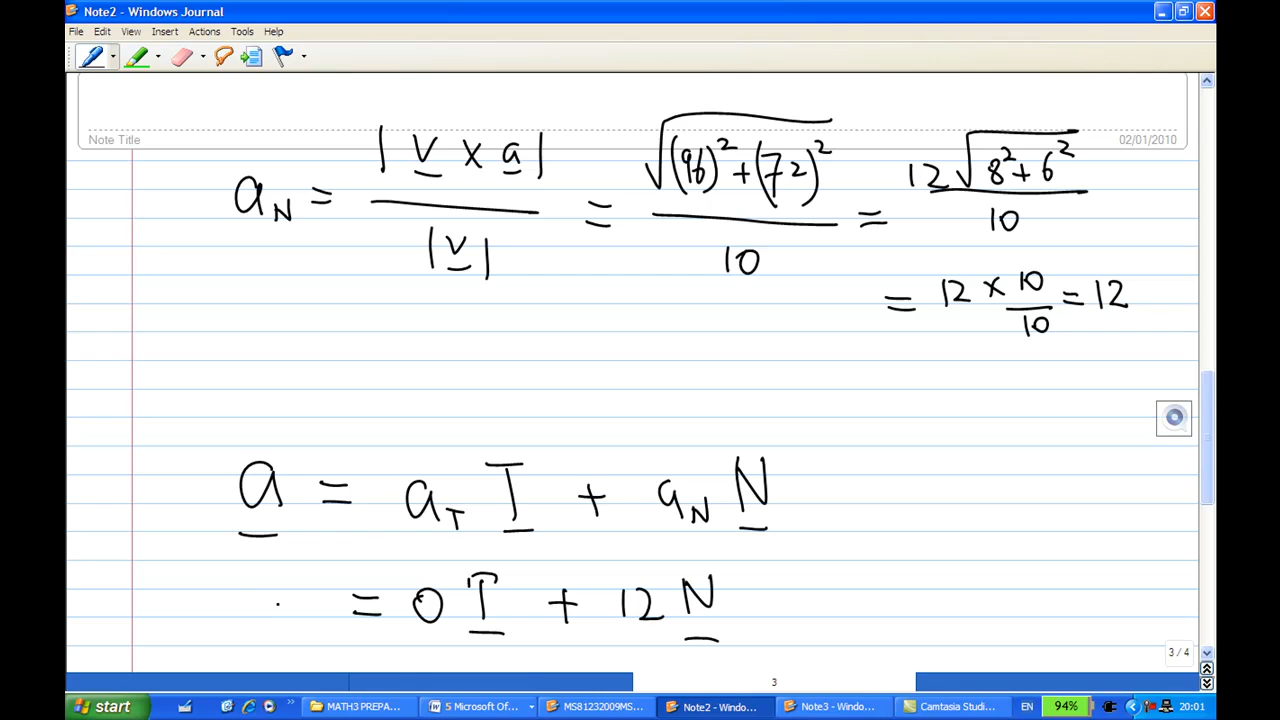 Note2 - Windows Journal
File Edit View Insert Actions Tools Help
Note Title
02/01/2010
a_N = |v × a| / |v| = √((96)² + (72)²) / 10 = 12√(8² + 6²) / 10
= 12 × 10/10 = 12
a = a_T T + a_N N
= 0 T + 12 N
3 / 4
3
start
MATH3 PREPA...
5 Microsoft Of...
MS81232009MS...
Note2 - Windo...
Note3 - Windo...
Camtasia Studi...
EN
94%
20:01